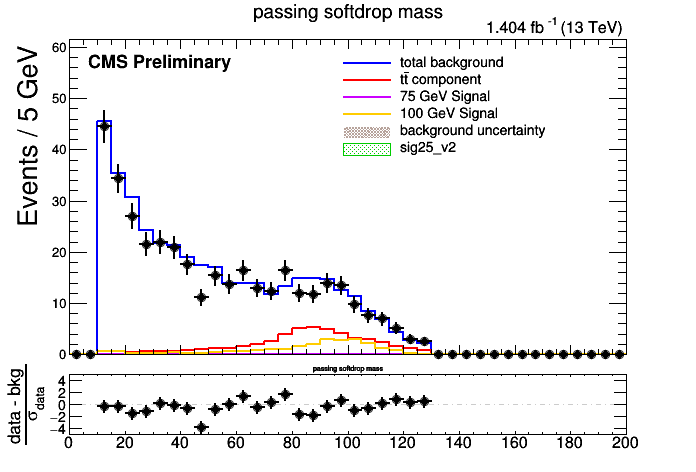 passing softdrop mass
1.404 fb⁻¹ (13 TeV)
CMS Preliminary
total background
tt̄ component
75 GeV Signal
100 GeV Signal
background uncertainty
sig25_v2
Events / 5 GeV
60
50
40
30
20
10
0
passing softdrop mass
data - bkg
σ data
4
2
0
−2
−4
0 20 40 60 80 100 120 140 160 180 200